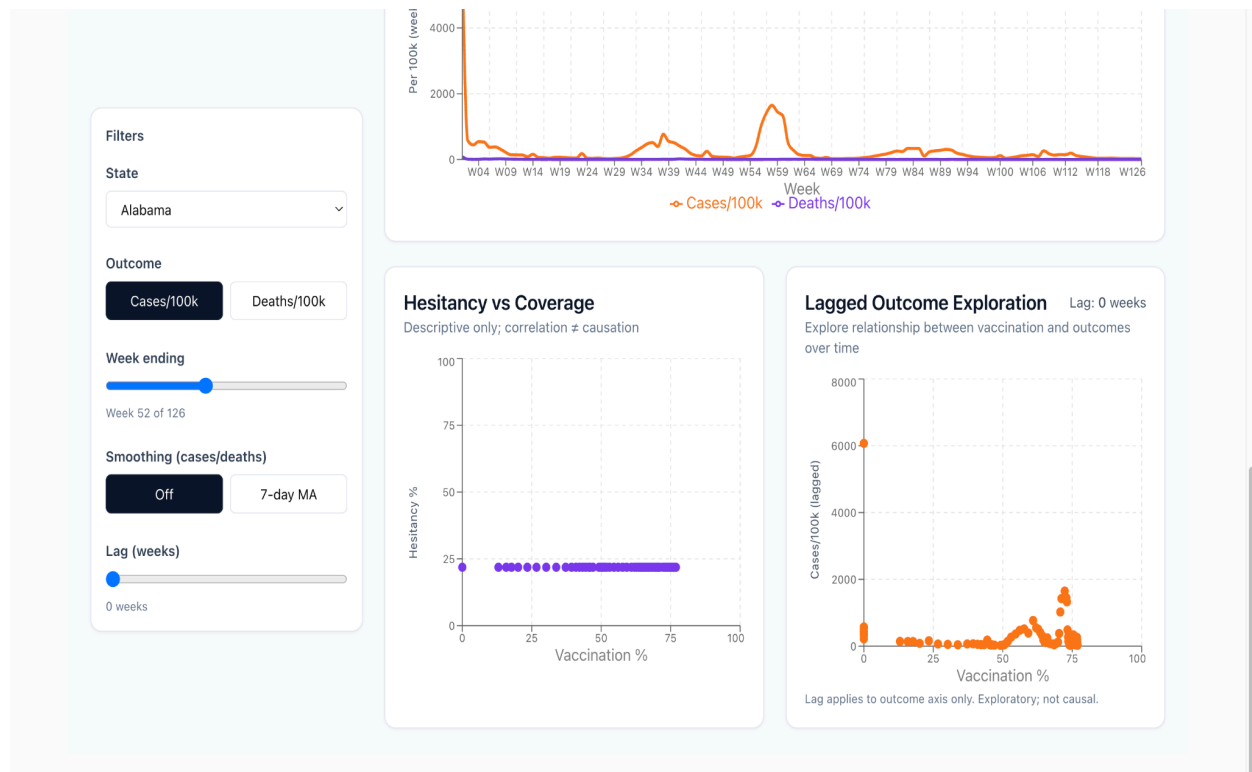 Filters
State
Alabama
Outcome
Cases/100k
Deaths/100k
Week ending
Week 52 of 126
Smoothing (cases/deaths)
Off
7-day MA
Lag (weeks)
0 weeks
Per 100k (weel
4000
2000
0
W04 W09 W14 W19 W24 W29 W34 W39 W44 W49 W54 W59 W64 W69 W74 W79 W84 W89 W94 W100 W106 W112 W118 W126
Week
Cases/100k Deaths/100k
Hesitancy vs Coverage
Descriptive only; correlation ≠ causation
Hesitancy %
100
75
50
25
0
0 25 50 75 100
Vaccination %
Lagged Outcome Exploration
Lag: 0 weeks
Explore relationship between vaccination and outcomes
over time
Cases/100k (lagged)
8000
6000
4000
2000
0
0 25 50 75 100
Vaccination %
Lag applies to outcome axis only. Exploratory; not causal.